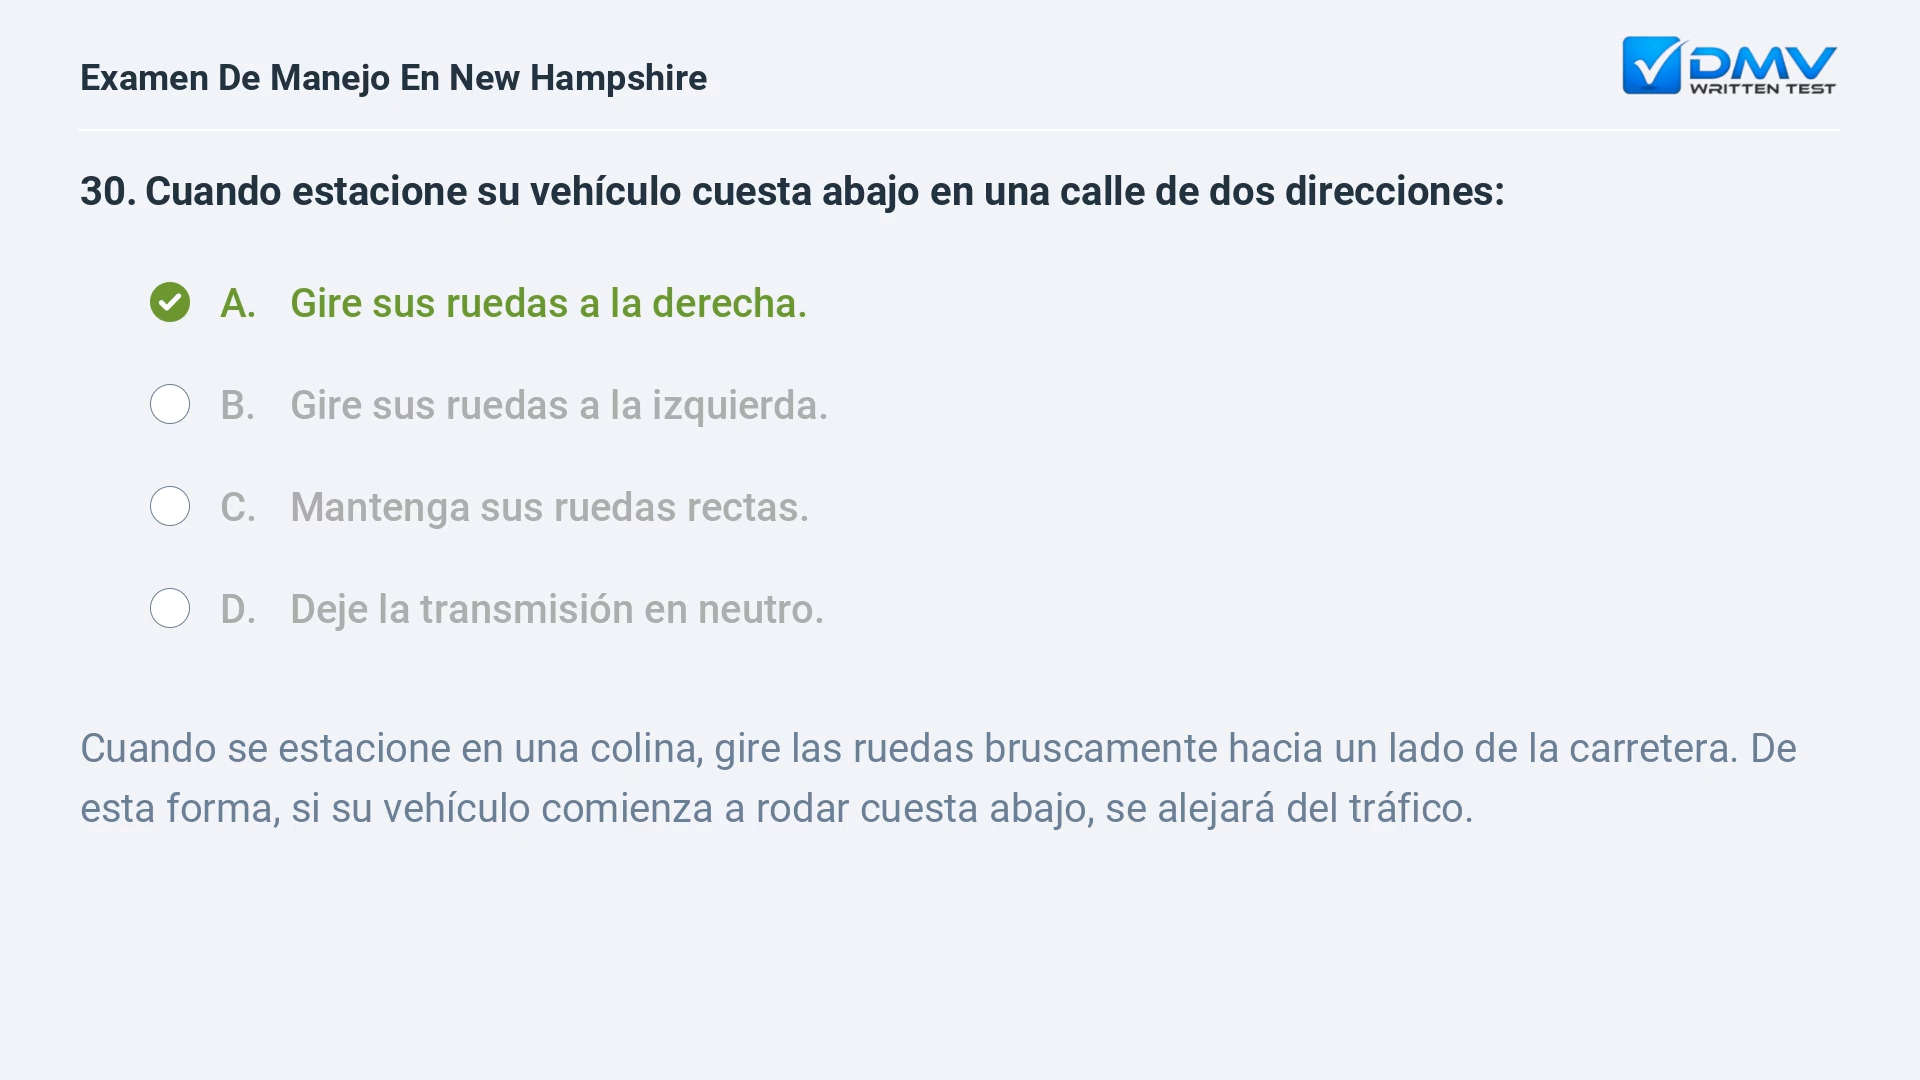 Examen De Manejo En New Hampshire
DMV
WRITTEN TEST
30. Cuando estacione su vehículo cuesta abajo en una calle de dos direcciones:
A. Gire sus ruedas a la derecha.
B. Gire sus ruedas a la izquierda.
C. Mantenga sus ruedas rectas.
D. Deje la transmisión en neutro.
Cuando se estacione en una colina, gire las ruedas bruscamente hacia un lado de la carretera. De
esta forma, si su vehículo comienza a rodar cuesta abajo, se alejará del tráfico.